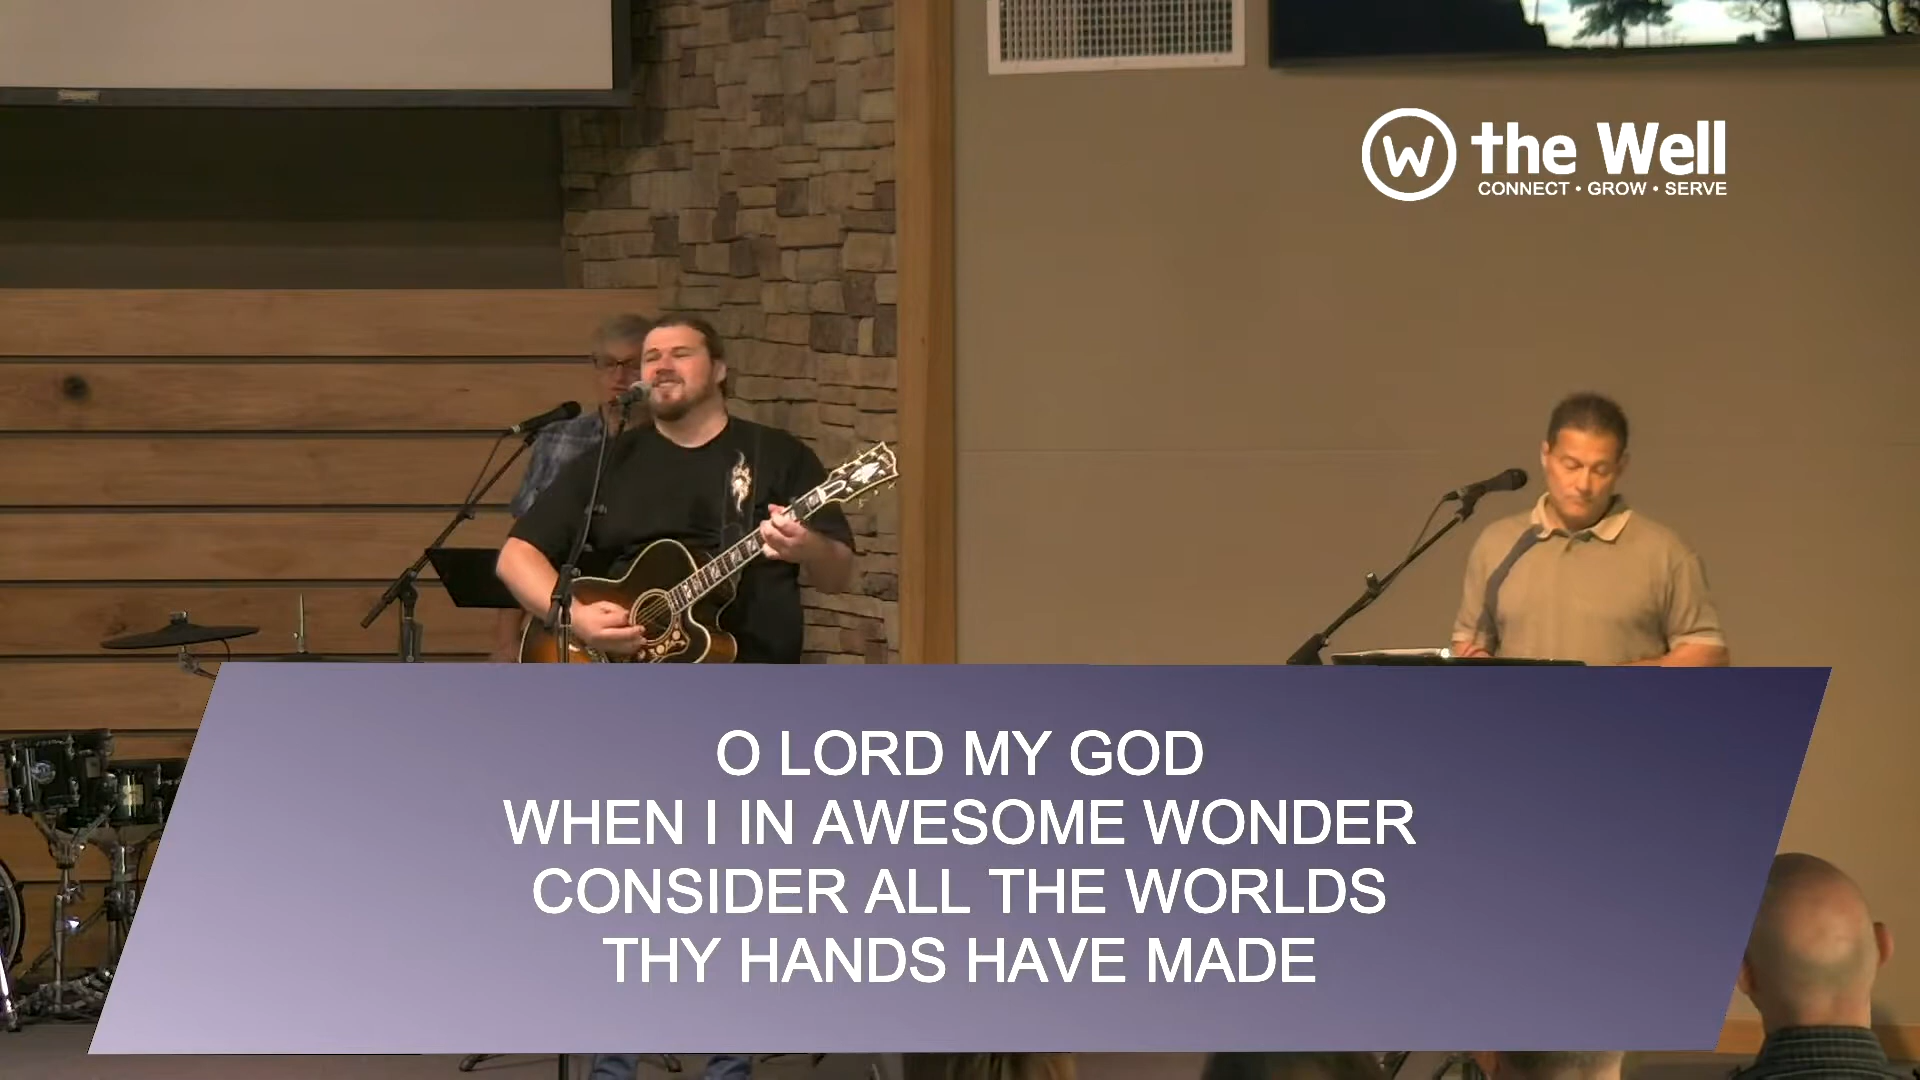 W the Well
CONNECT • GROW • SERVE
O LORD MY GOD
WHEN I IN AWESOME WONDER
CONSIDER ALL THE WORLDS
THY HANDS HAVE MADE